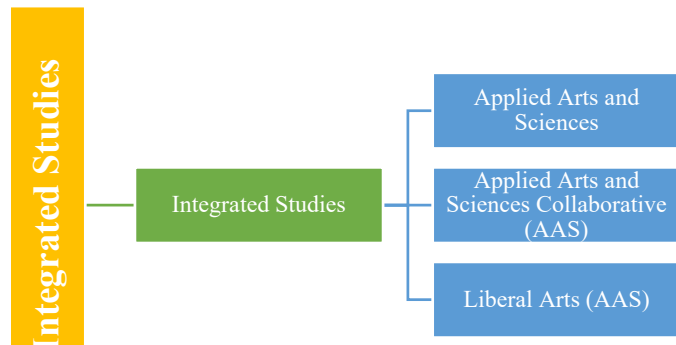 Integrated Studies
Integrated Studies
Applied Arts and
Sciences
Applied Arts and
Sciences Collaborative
(AAS)
Liberal Arts (AAS)